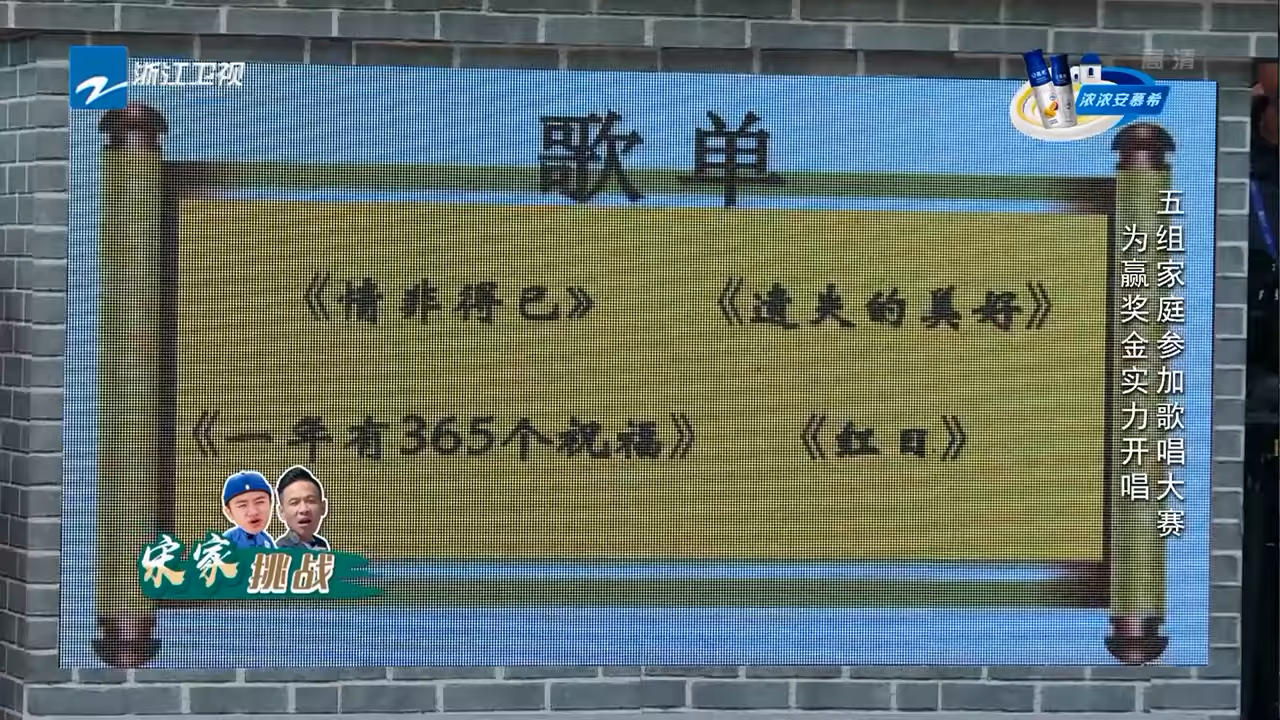 浙江卫视
高清
浓浓安慕希
歌单
《情非得已》 《遗失的美好》
《一年有365个祝福》 《红日》
五组家庭参加歌唱大赛
为赢奖金实力开唱
宋家挑战